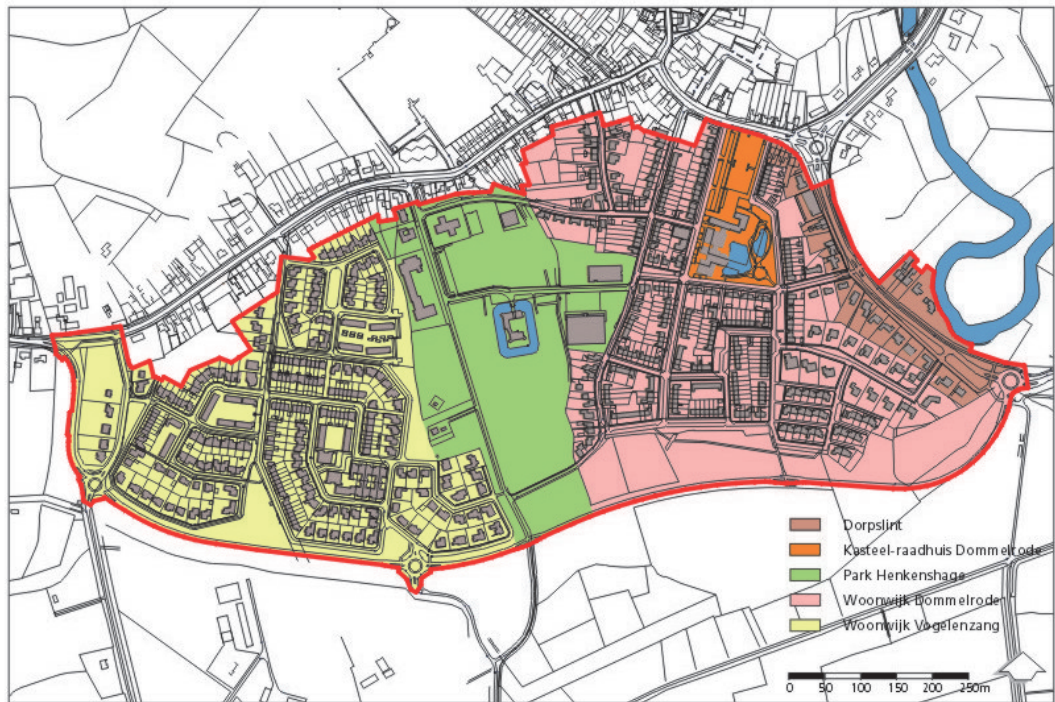 Dorpslint
Kasteel-raadhuis Dommelrode
Park Henkenshage
Woonwijk Dommelrode
Woonwijk Vogelenzang
0 50 100 150 200 250m